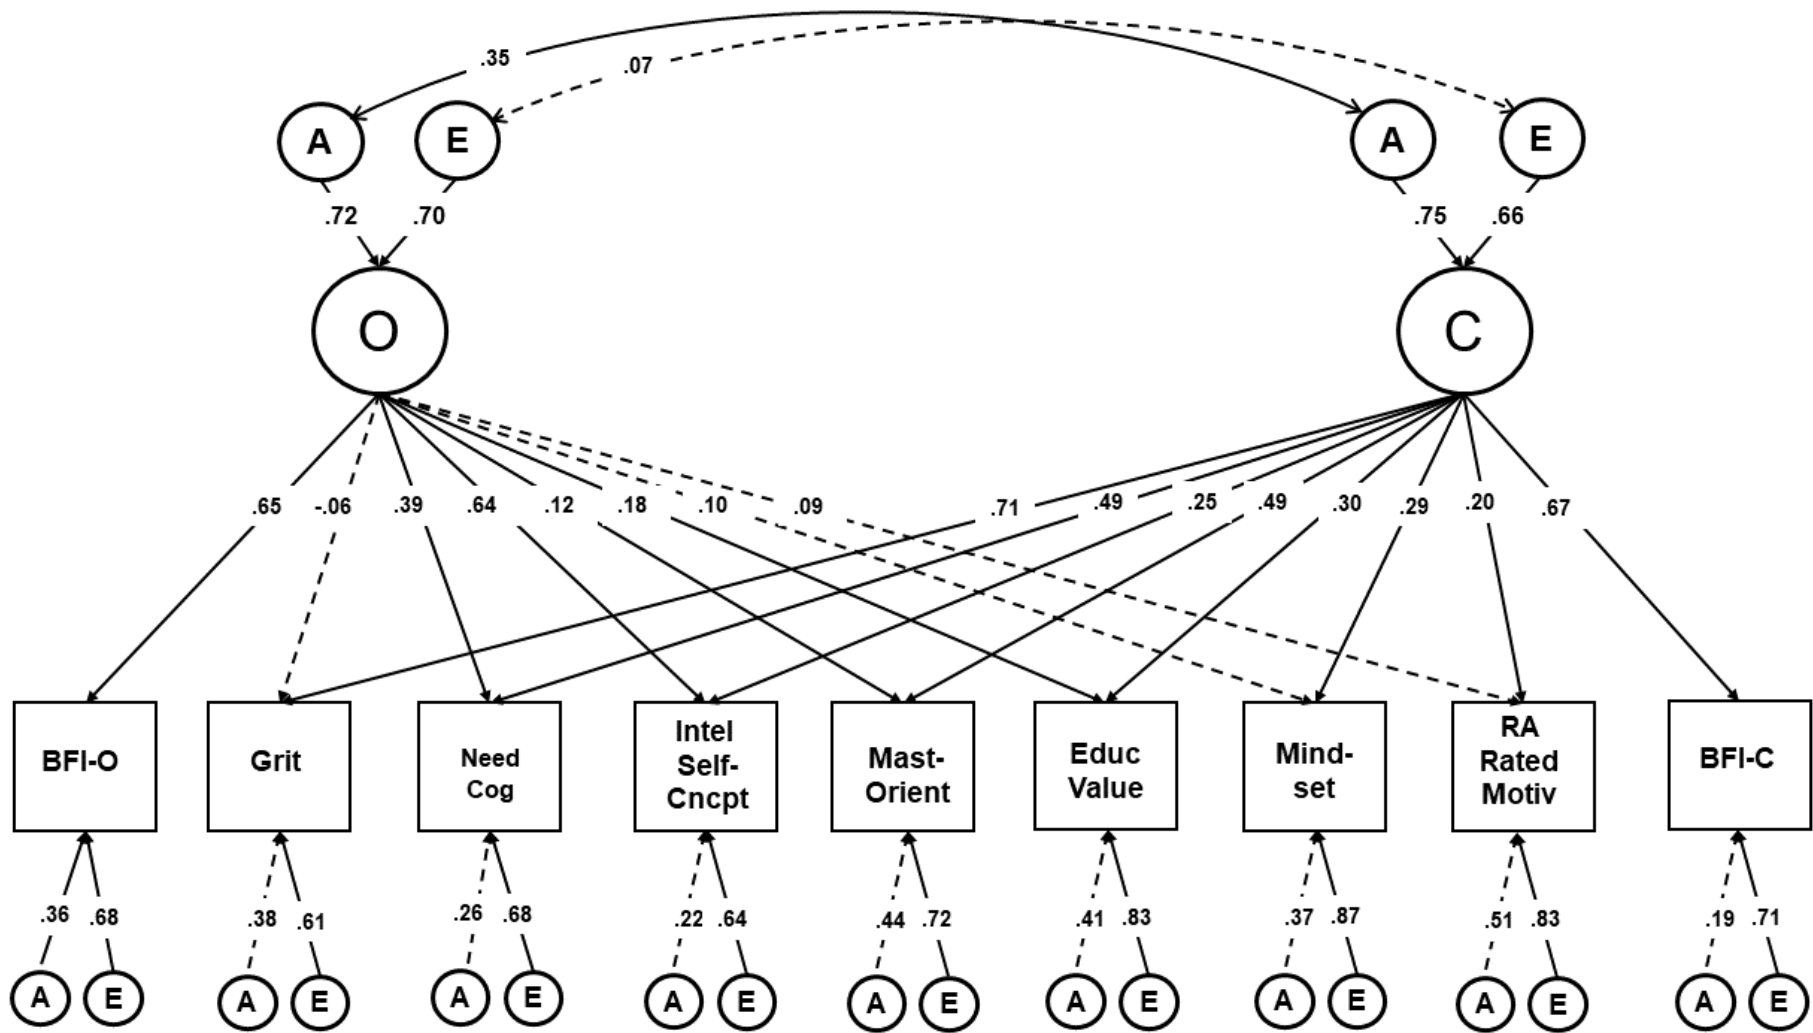 .35
.07
A E A E
.72 .70 .75 .66
O C
.65 -.06 .39 .64 .12 .18 .10 .09 .71 .49 .25 .49 .30 .29 .20 .67
BFI-O
Grit
Need
Cog
Intel
Self-
Cncpt
Mast-
Orient
Educ
Value
Mind-
set
RA
Rated
Motiv
BFI-C
.36 .68 .38 .61 .26 .68 .22 .64 .44 .72 .41 .83 .37 .87 .51 .83 .19 .71
A E A E A E A E A E A E A E A E A E